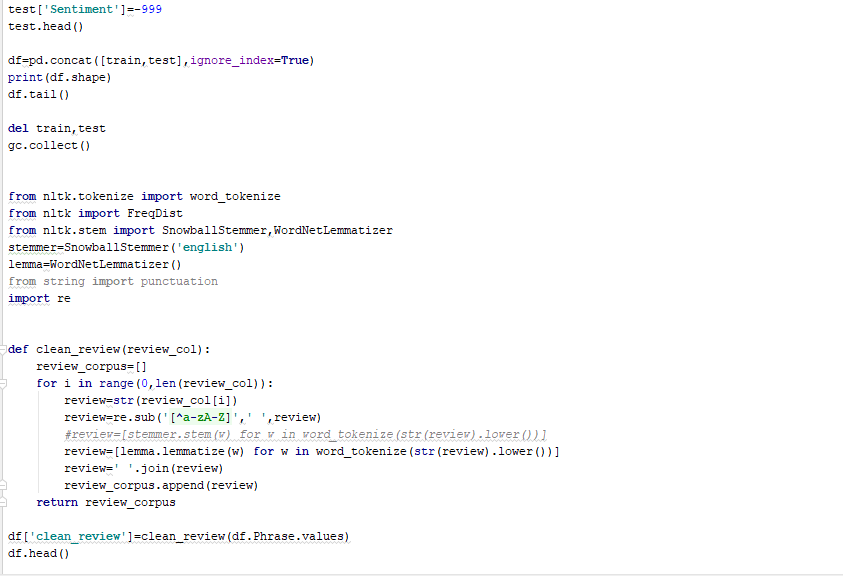 test['Sentiment']=-999
test.head()
df=pd.concat([train,test],ignore_index=True)
print(df.shape)
df.tail()
del train,test
gc.collect()
from nltk.tokenize import word_tokenize
from nltk import FreqDist
from nltk.stem import SnowballStemmer,WordNetLemmatizer
stemmer=SnowballStemmer('english')
lemma=WordNetLemmatizer()
from string import punctuation
import re
def clean_review(review_col):
    review_corpus=[]
    for i in range(0,len(review_col)):
        review=str(review_col[i])
        review=re.sub('[^a-zA-Z]',' ',review)
        #review=[stemmer.stem(w) for w in word_tokenize(str(review).lower())]
        review=[lemma.lemmatize(w) for w in word_tokenize(str(review).lower())]
        review=' '.join(review)
        review_corpus.append(review)
    return review_corpus
df['clean_review']=clean_review(df.Phrase.values)
df.head()